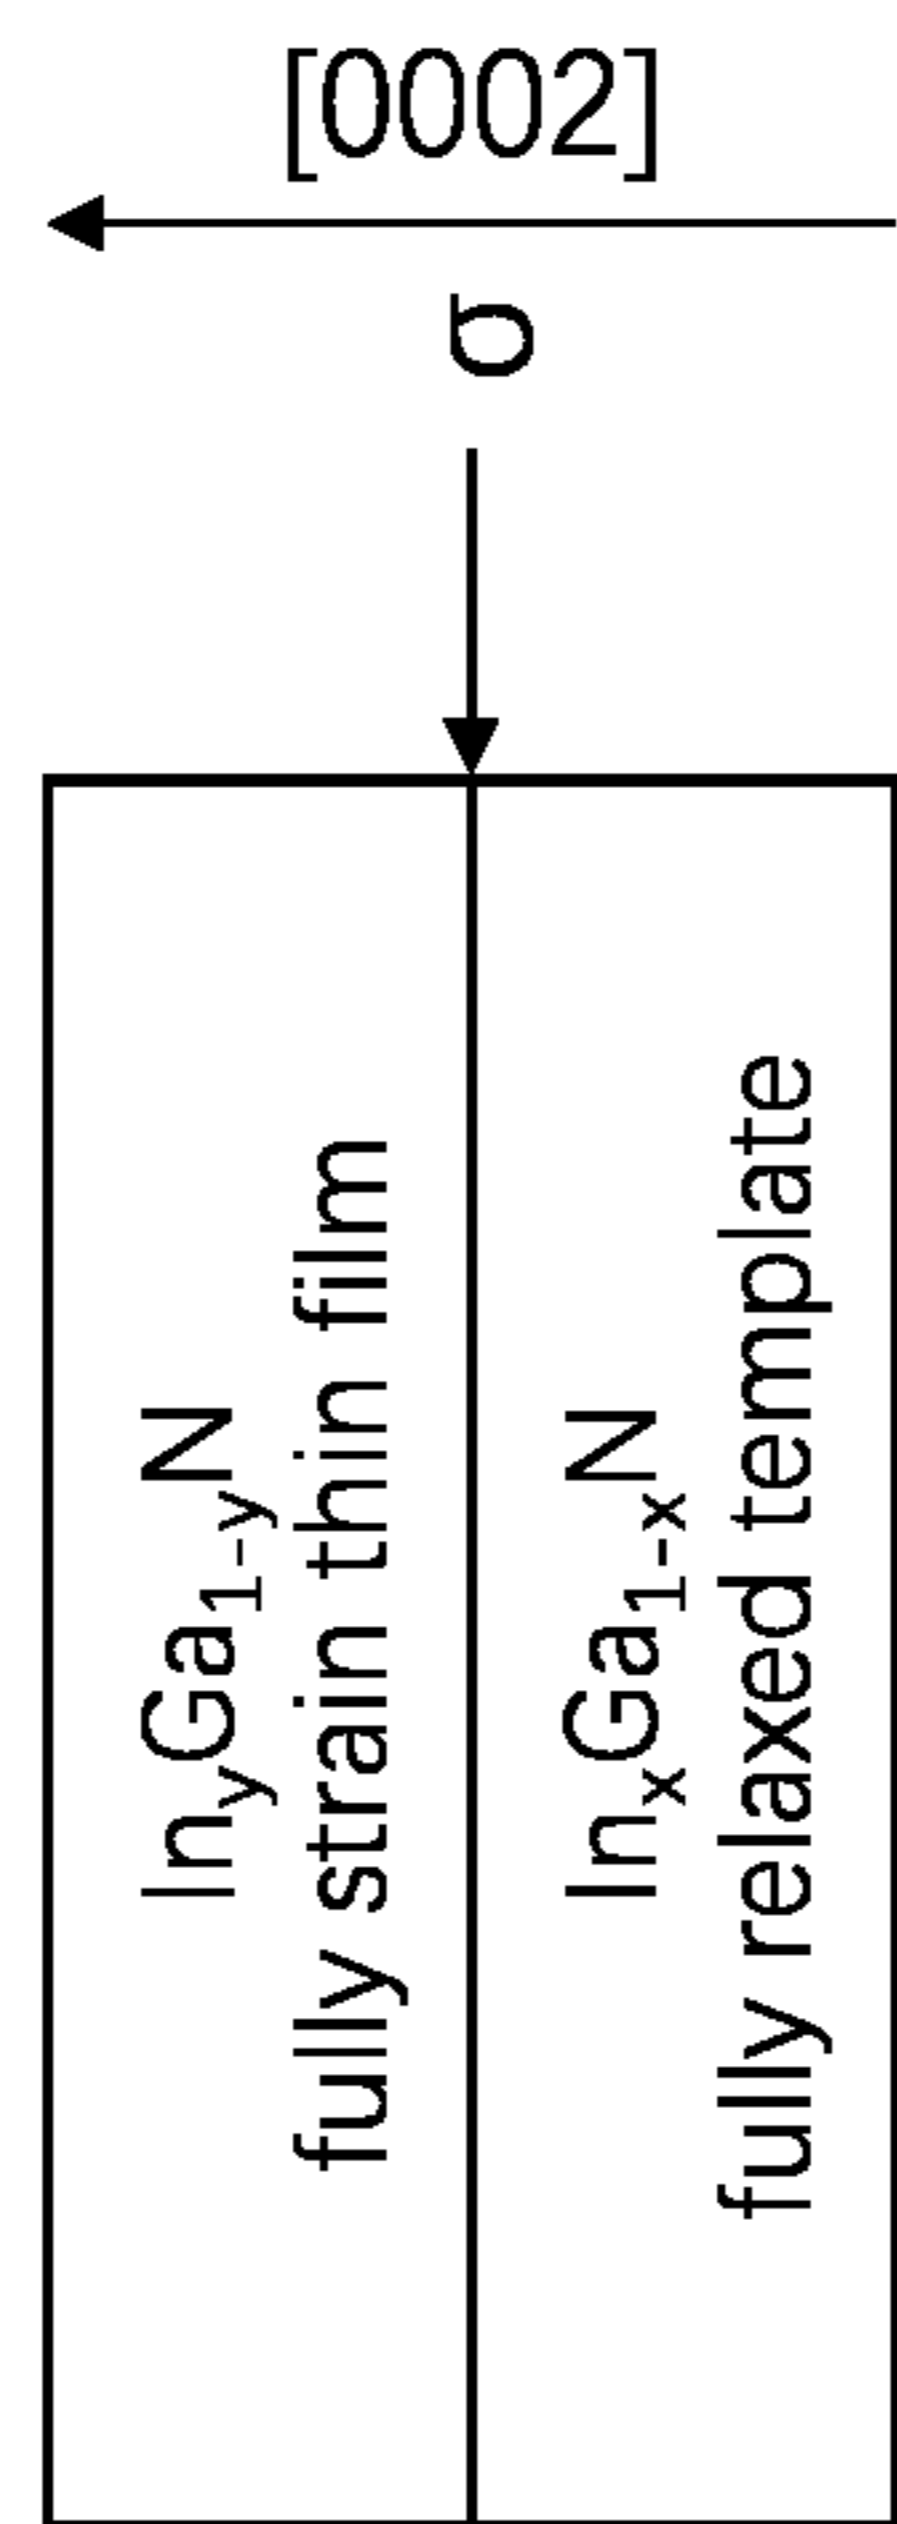 [0002]
σ
InyGa1-yN
fully strain thin film
InxGa1-xN
fully relaxed template